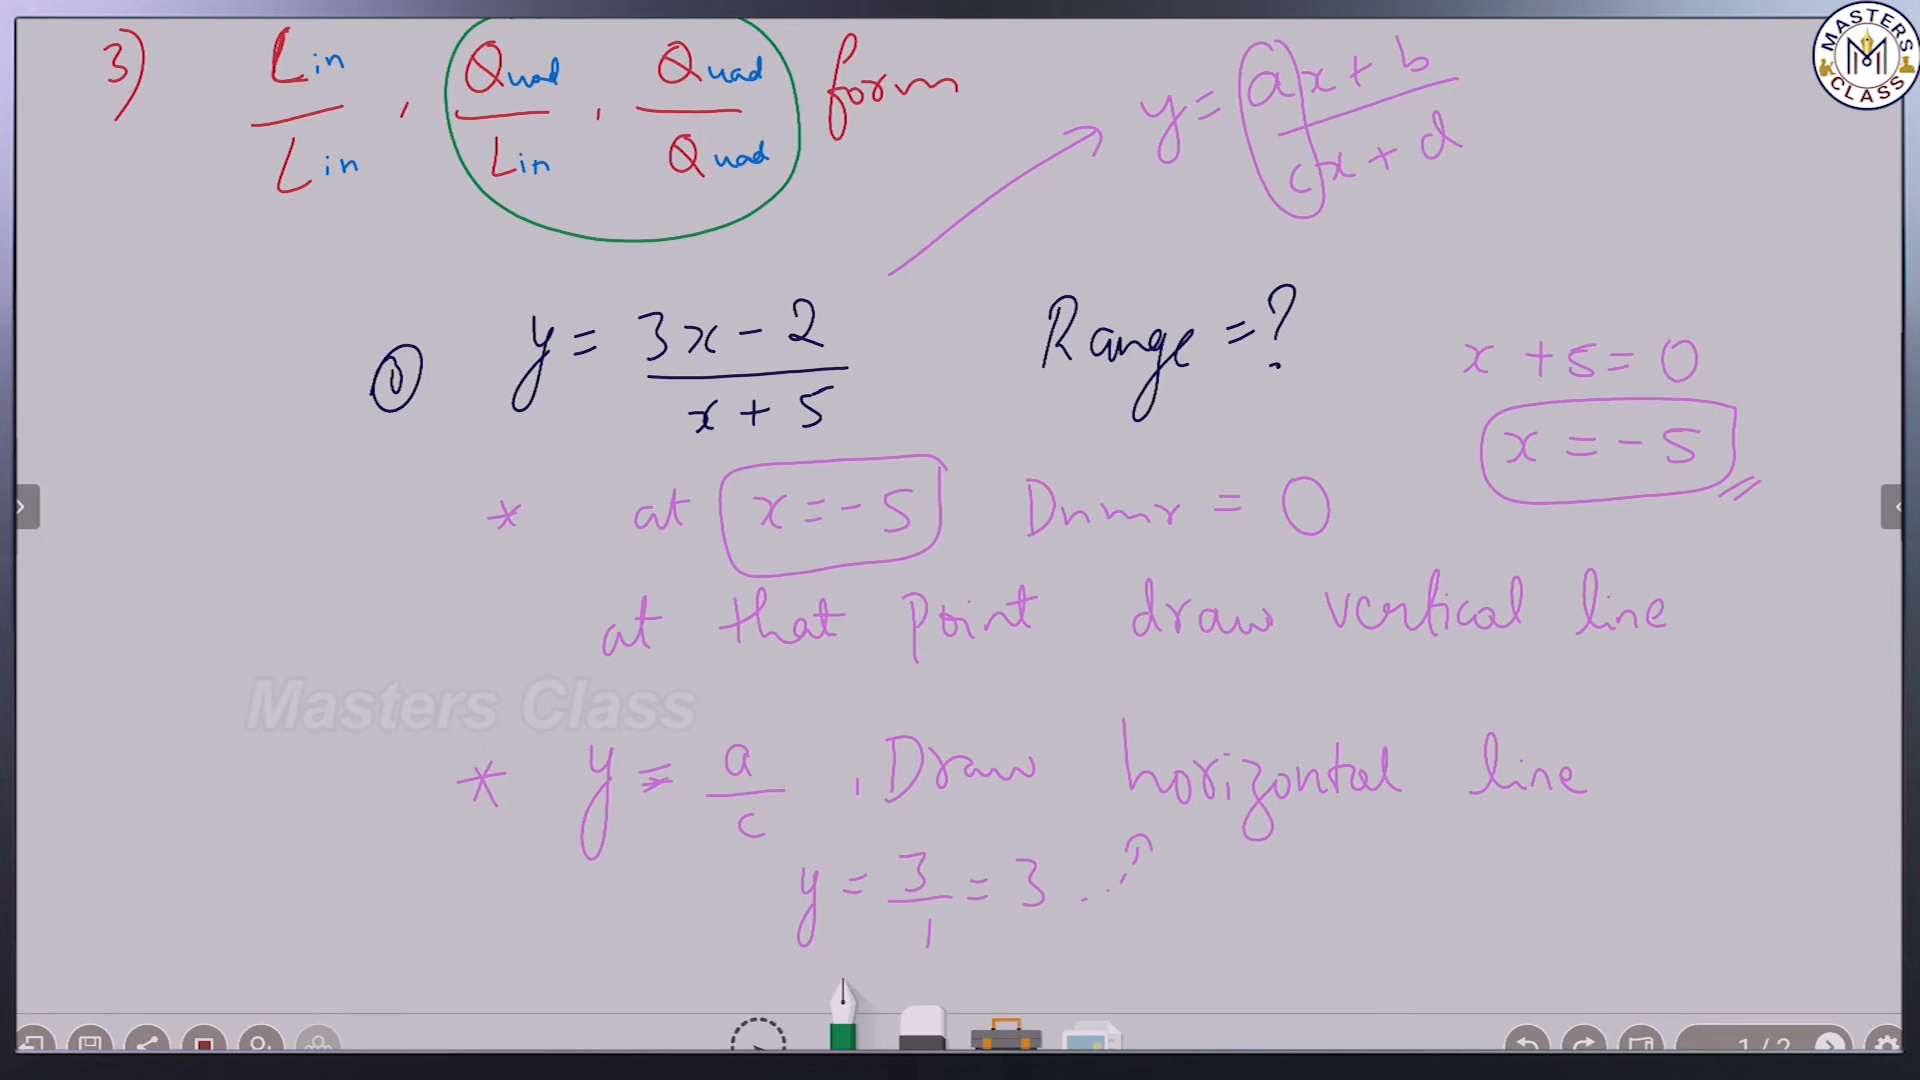 3) Lin/Lin , Quad/Lin , Quad/Quad form
y = ax + b / cx + d
MASTERS CLASS
① y = 3x - 2 / x + 5 Range = ?
x + 5 = 0
x = - 5
* at x = - 5 Dnmr = 0
at that point draw vertical line
Masters Class
* y = a/c , Draw horizontal line
y = 3/1 = 3
1 / 2